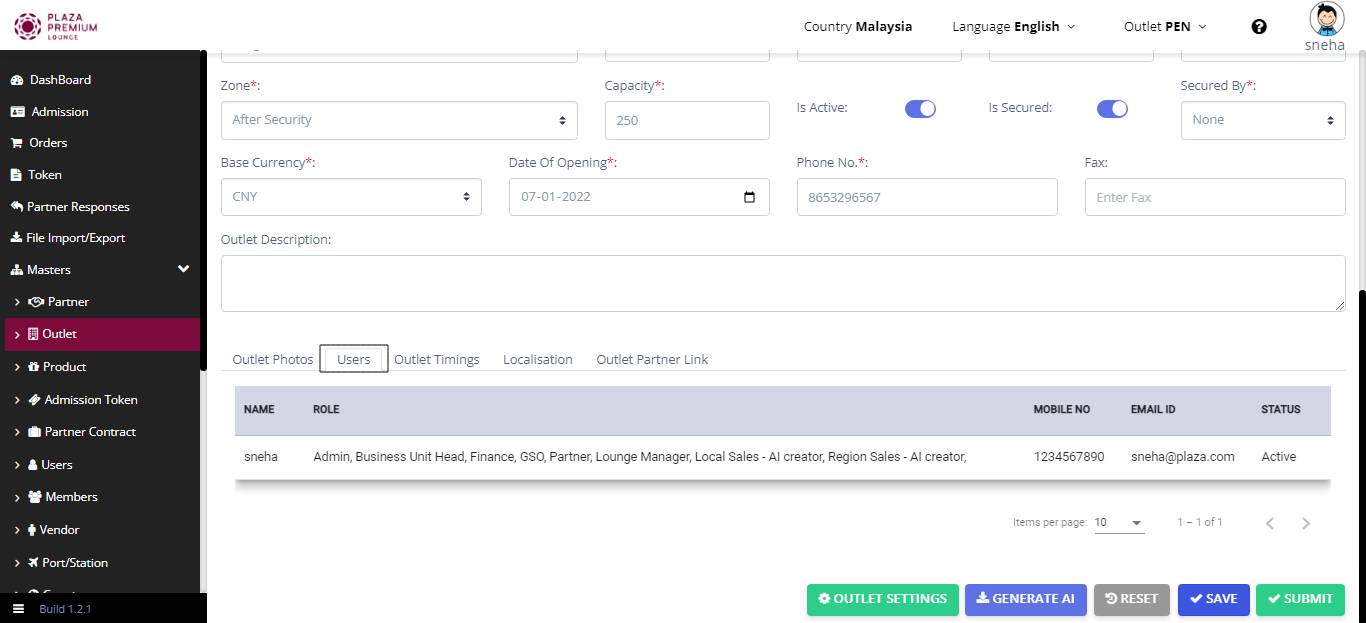 PLAZA
PREMIUM
LOUNGE
Country Malaysia
Language English
Outlet PEN
sneha
DashBoard
Admission
Orders
Token
Partner Responses
File Import/Export
Masters
Partner
Outlet
Product
Admission Token
Partner Contract
Users
Members
Vendor
Port/Station
Build 1.2.1
Zone*:
Capacity*:
Is Active:
Is Secured:
Secured By*:
After Security
250
None
Base Currency*:
Date Of Opening*:
Phone No.*:
Fax:
CNY
07-01-2022
8653296567
Enter Fax
Outlet Description:
Outlet Photos Users Outlet Timings Localisation Outlet Partner Link
NAME ROLE MOBILE NO EMAIL ID STATUS
sneha Admin, Business Unit Head, Finance, GSO, Partner, Lounge Manager, Local Sales - AI creator, Region Sales - AI creator, 1234567890 sneha@plaza.com Active
Items per page: 10 1 – 1 of 1
OUTLET SETTINGS GENERATE AI RESET SAVE SUBMIT